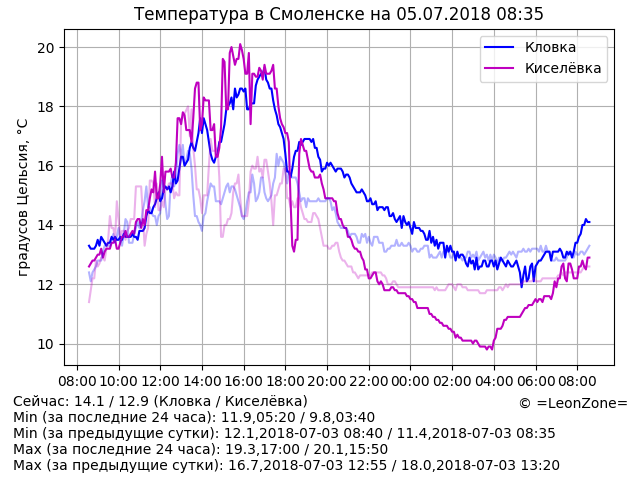 Температура в Смоленске на 05.07.2018 08:35
Кловка
Киселёвка
градусов Цельсия, °C
20
18
16
14
12
10
08:00 10:00 12:00 14:00 16:00 18:00 20:00 22:00 00:00 02:00 04:00 06:00 08:00
Сейчас: 14.1 / 12.9 (Кловка / Киселёвка)
© =LeonZone=
Min (за последние 24 часа): 11.9,05:20 / 9.8,03:40
Min (за предыдущие сутки): 12.1,2018-07-03 08:40 / 11.4,2018-07-03 08:35
Max (за последние 24 часа): 19.3,17:00 / 20.1,15:50
Max (за предыдущие сутки): 16.7,2018-07-03 12:55 / 18.0,2018-07-03 13:20